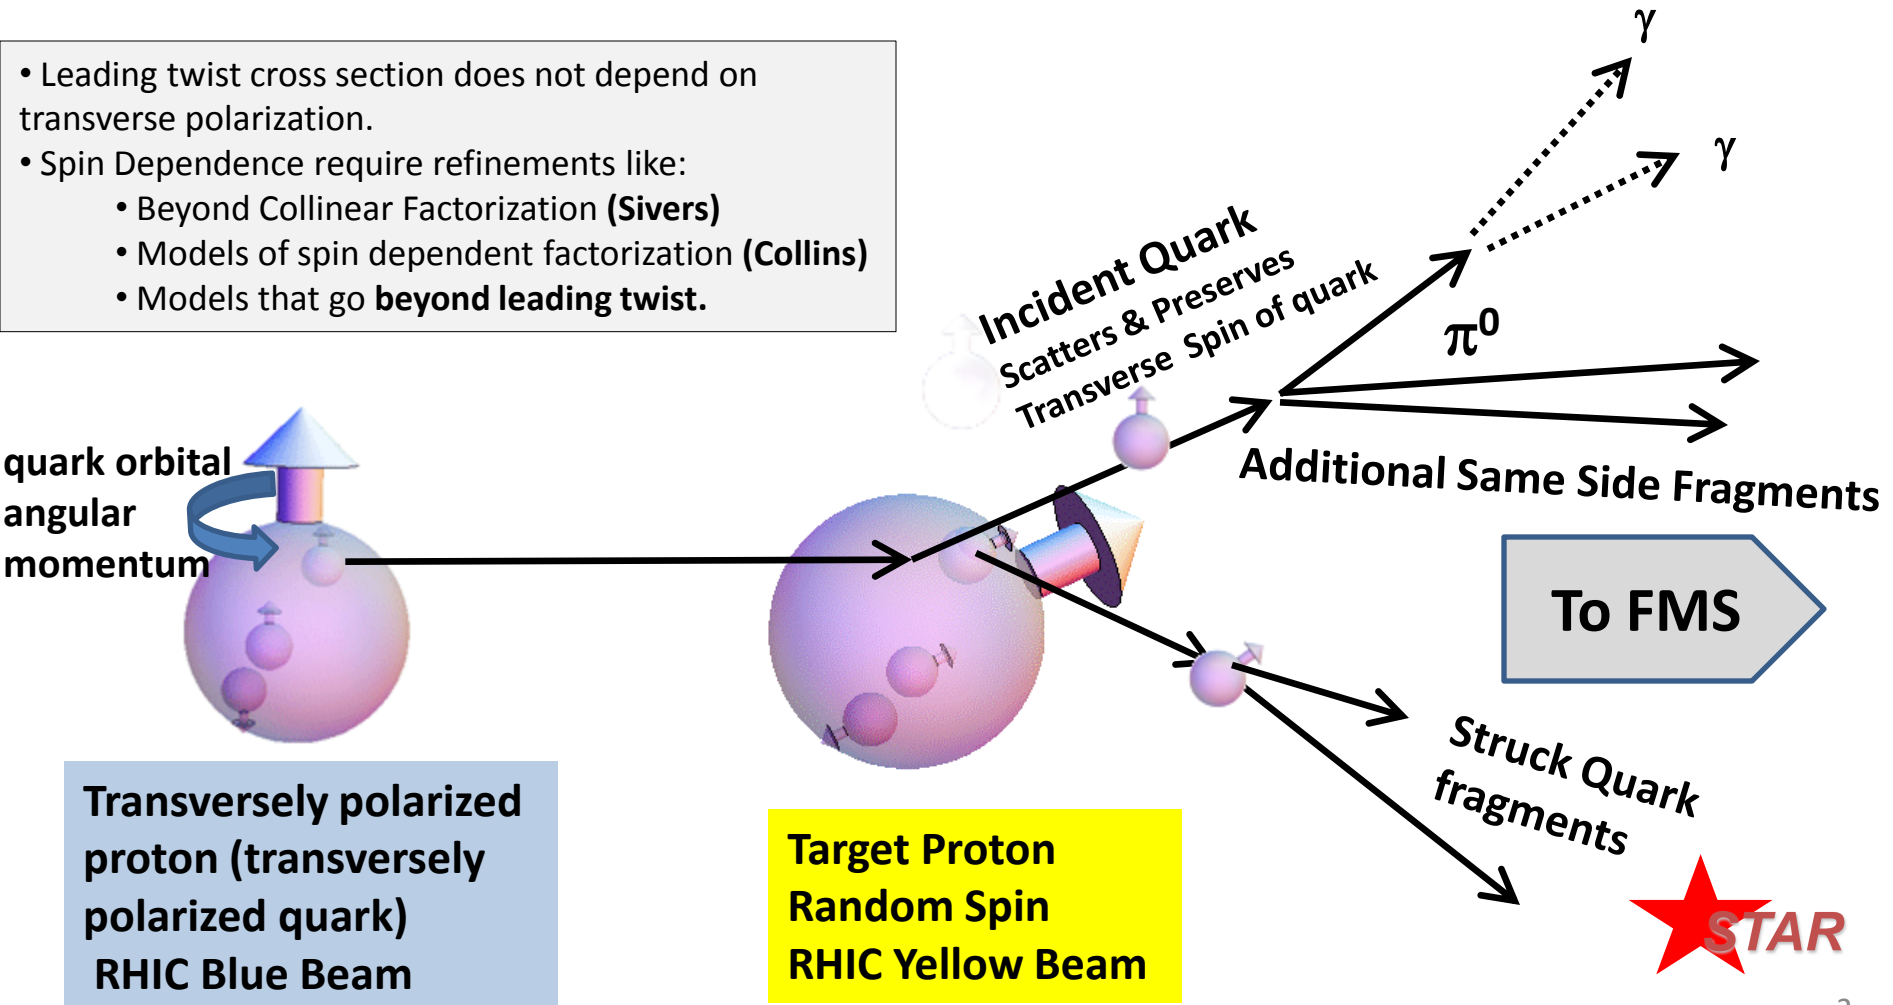 • Leading twist cross section does not depend on
transverse polarization.
• Spin Dependence require refinements like:
• Beyond Collinear Factorization (Sivers)
• Models of spin dependent factorization (Collins)
• Models that go beyond leading twist.
γ
γ
Incident Quark
Scatters & Preserves
Transverse Spin of quark
π⁰
Additional Same Side Fragments
quark orbital
angular
momentum
To FMS
Struck Quark
fragments
Transversely polarized
proton (transversely
polarized quark)
RHIC Blue Beam
Target Proton
Random Spin
RHIC Yellow Beam
STAR